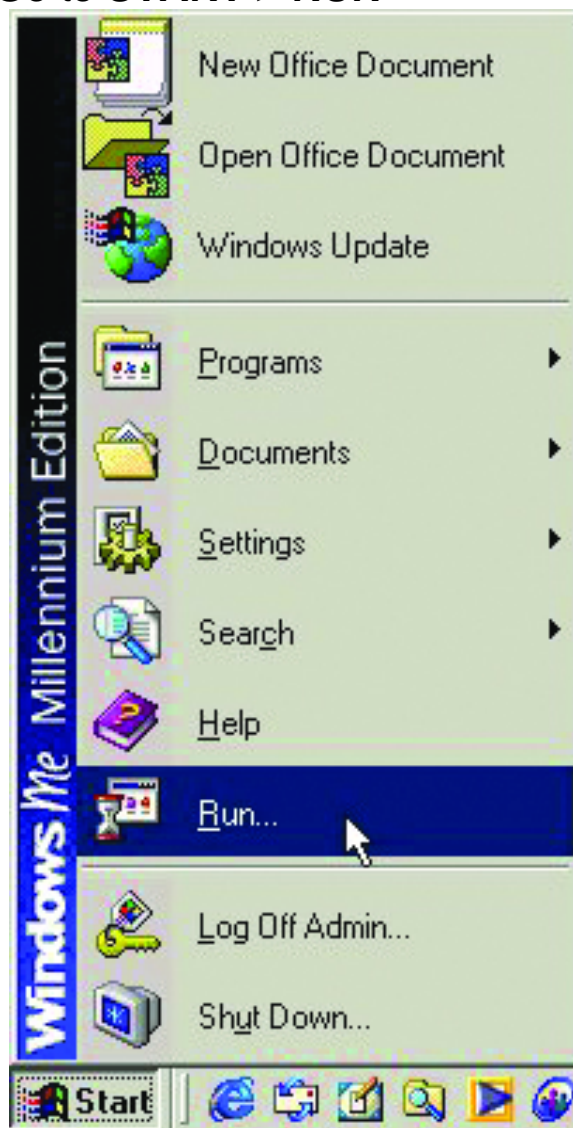 New Office Document
Open Office Document
Windows Update
Programs
Documents
Settings
Search
Help
Run...
Log Off Admin...
Shut Down...
Windows Me Millennium Edition
Start